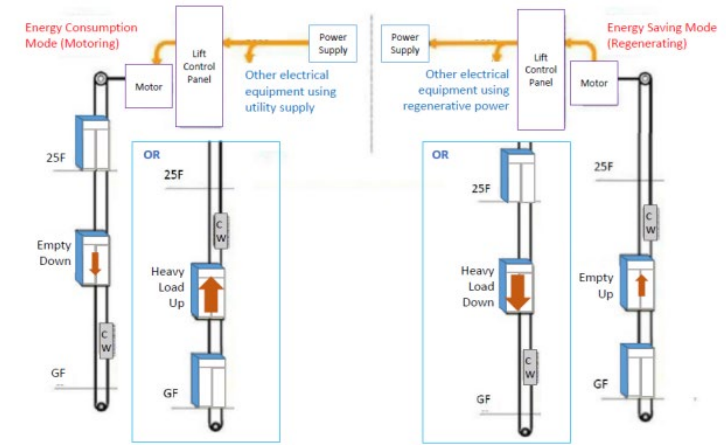 Energy Consumption
Mode (Motoring)
Power
Supply
Lift
Control
Panel
Motor
Other electrical
equipment using
utility supply
25F
Empty
Down
C
W
GF
OR
25F
C
W
Heavy
Load
Up
GF
Energy Saving Mode
(Regenerating)
Power
Supply
Lift
Control
Panel
Motor
Other electrical
equipment using
regenerative power
OR
25F
Heavy
Load
Down
C
W
GF
25F
C
W
Empty
Up
GF